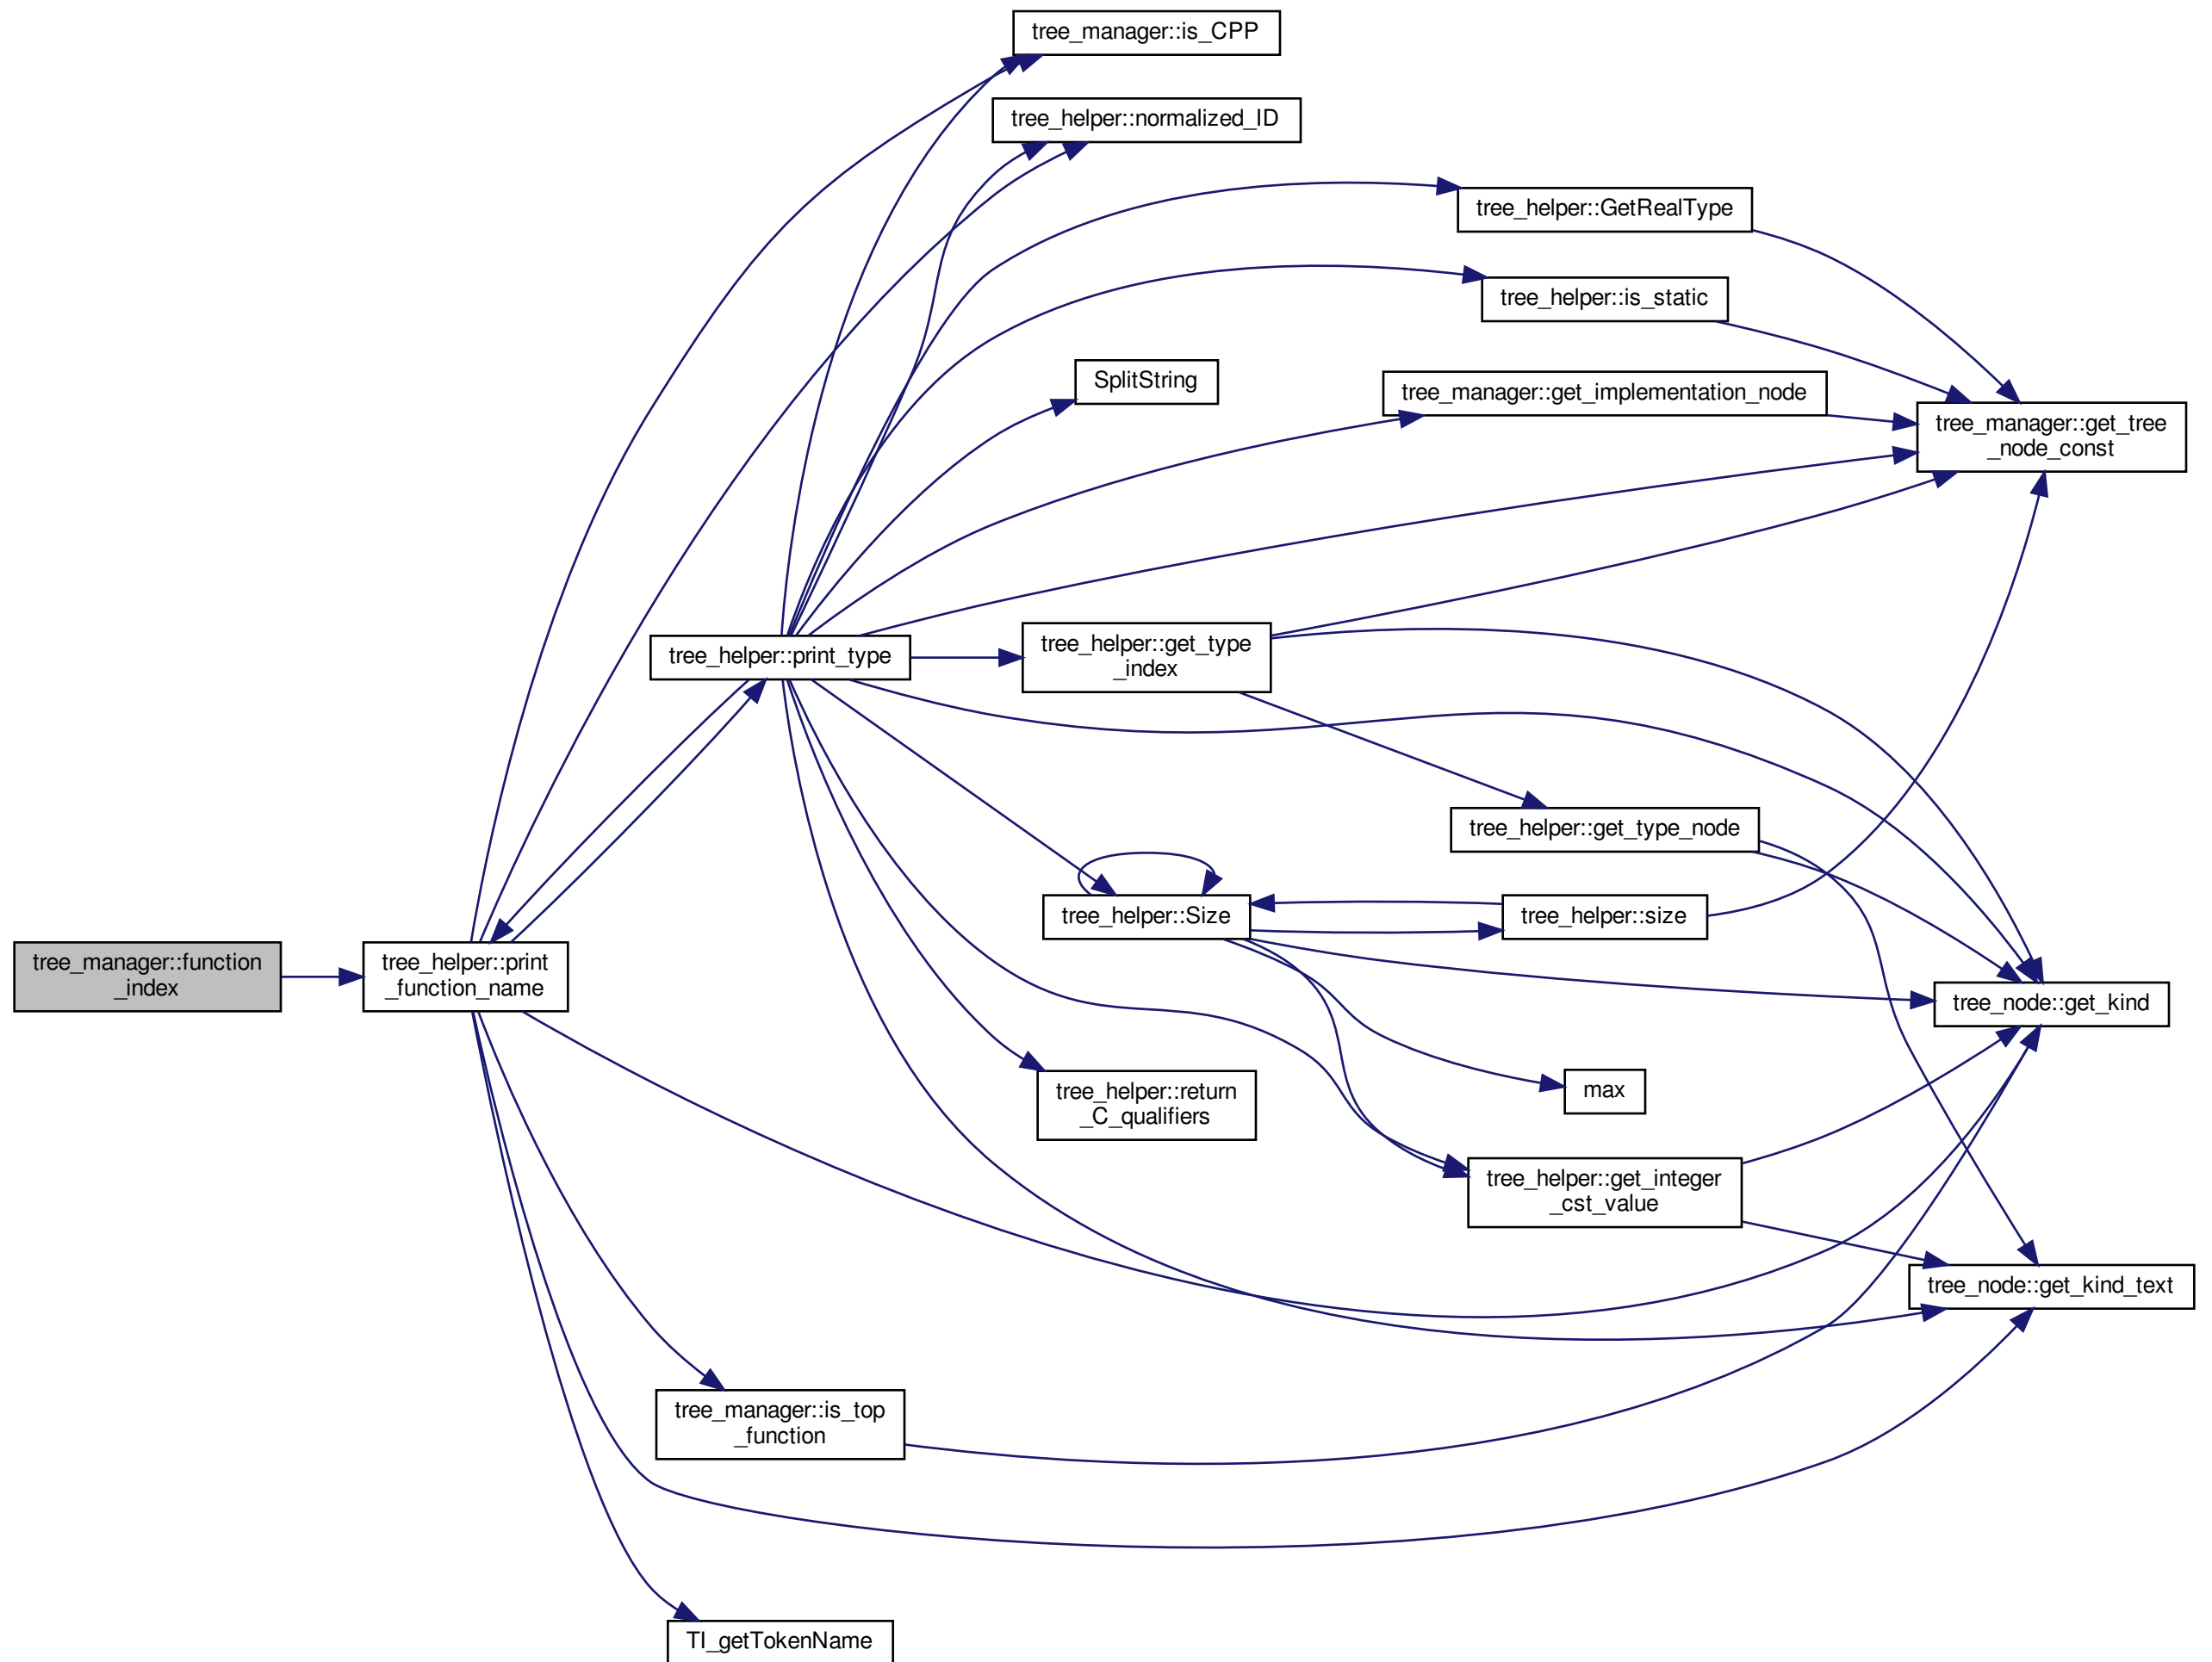 tree_manager::is_CPP
tree_helper::normalized_ID
tree_helper::GetRealType
tree_helper::is_static
SplitString
tree_manager::get_implementation_node
tree_manager::get_tree
_node_const
tree_helper::print_type
tree_helper::get_type
_index
tree_helper::get_type_node
tree_helper::Size
tree_helper::size
tree_manager::function
_index
tree_helper::print
_function_name
tree_node::get_kind
max
tree_helper::return
_C_qualifiers
tree_helper::get_integer
_cst_value
tree_node::get_kind_text
tree_manager::is_top
_function
TI_getTokenName